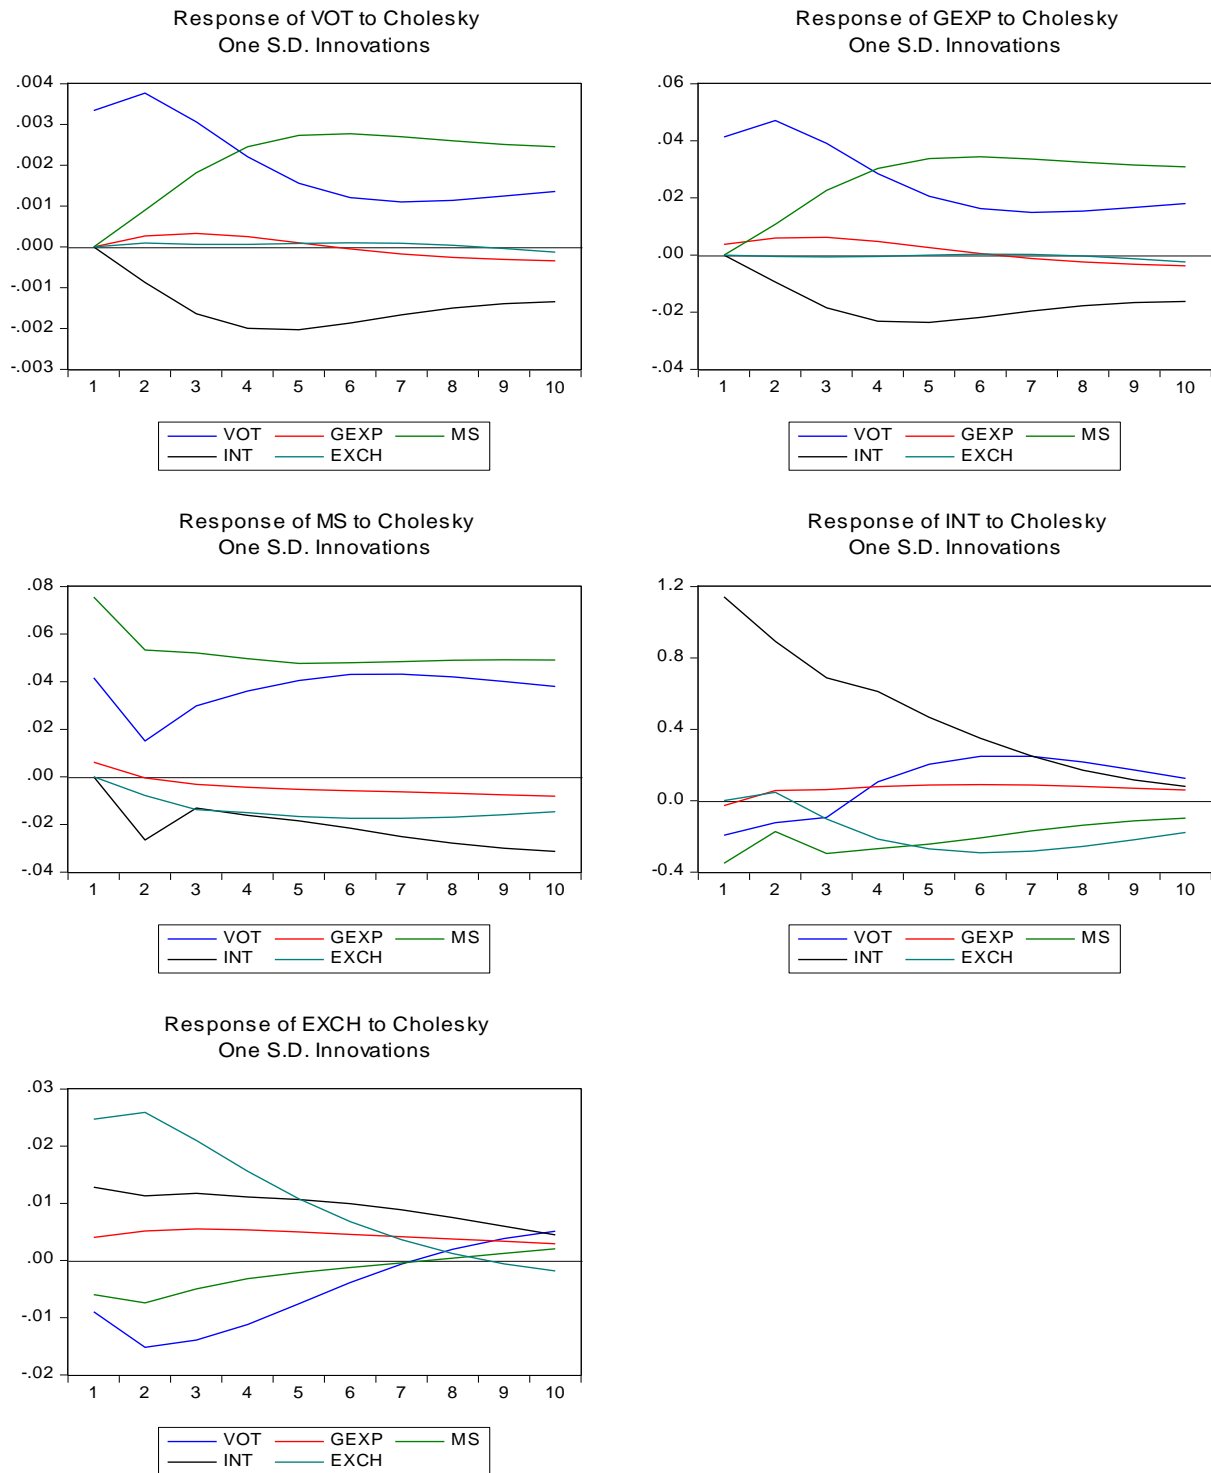 Response of VOT to Cholesky
One S.D. Innovations
.004
.003
.002
.001
.000
-.001
-.002
-.003
1 2 3 4 5 6 7 8 9 10
VOT GEXP MS
INT EXCH
Response of GEXP to Cholesky
One S.D. Innovations
.06
.04
.02
.00
-.02
-.04
1 2 3 4 5 6 7 8 9 10
VOT GEXP MS
INT EXCH
Response of MS to Cholesky
One S.D. Innovations
.08
.06
.04
.02
.00
-.02
-.04
1 2 3 4 5 6 7 8 9 10
VOT GEXP MS
INT EXCH
Response of INT to Cholesky
One S.D. Innovations
1.2
0.8
0.4
0.0
-0.4
1 2 3 4 5 6 7 8 9 10
VOT GEXP MS
INT EXCH
Response of EXCH to Cholesky
One S.D. Innovations
.03
.02
.01
.00
-.01
-.02
1 2 3 4 5 6 7 8 9 10
VOT GEXP MS
INT EXCH